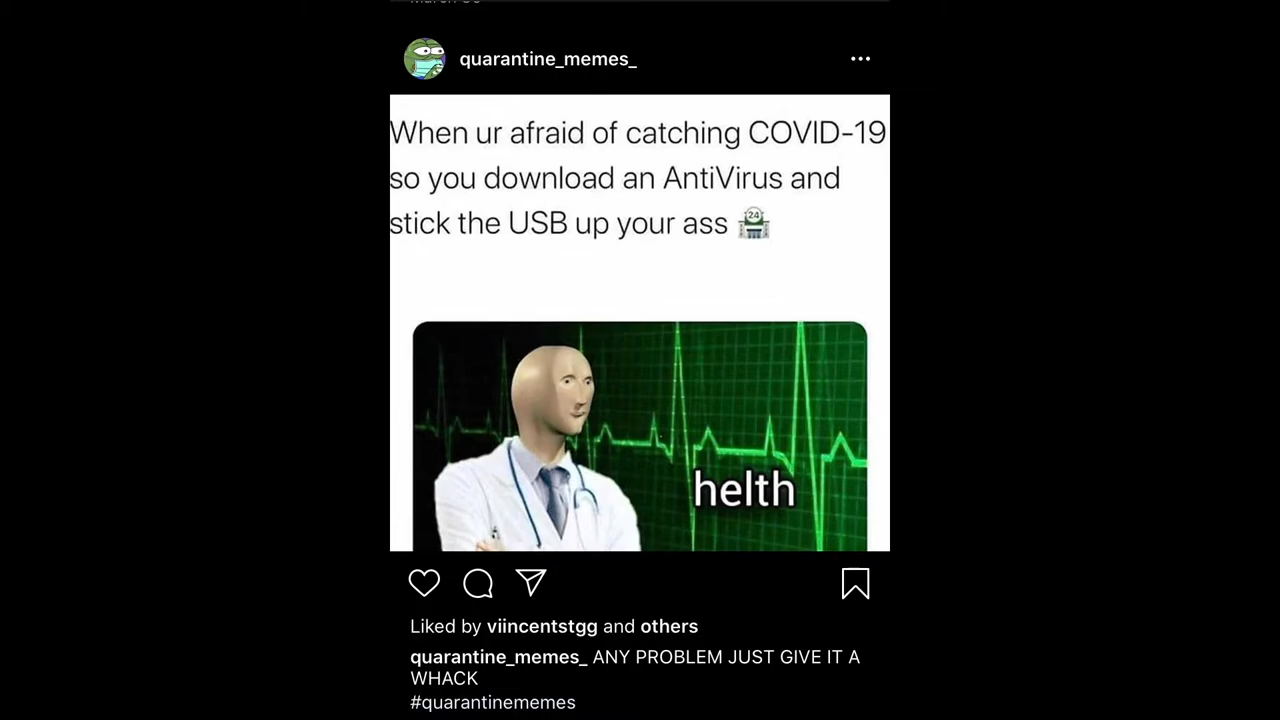 quarantine_memes_
When ur afraid of catching COVID-19
so you download an AntiVirus and
stick the USB up your ass
24
helth
Liked by viincentstgg and others
quarantine_memes_ ANY PROBLEM JUST GIVE IT A
WHACK
#quarantinememes